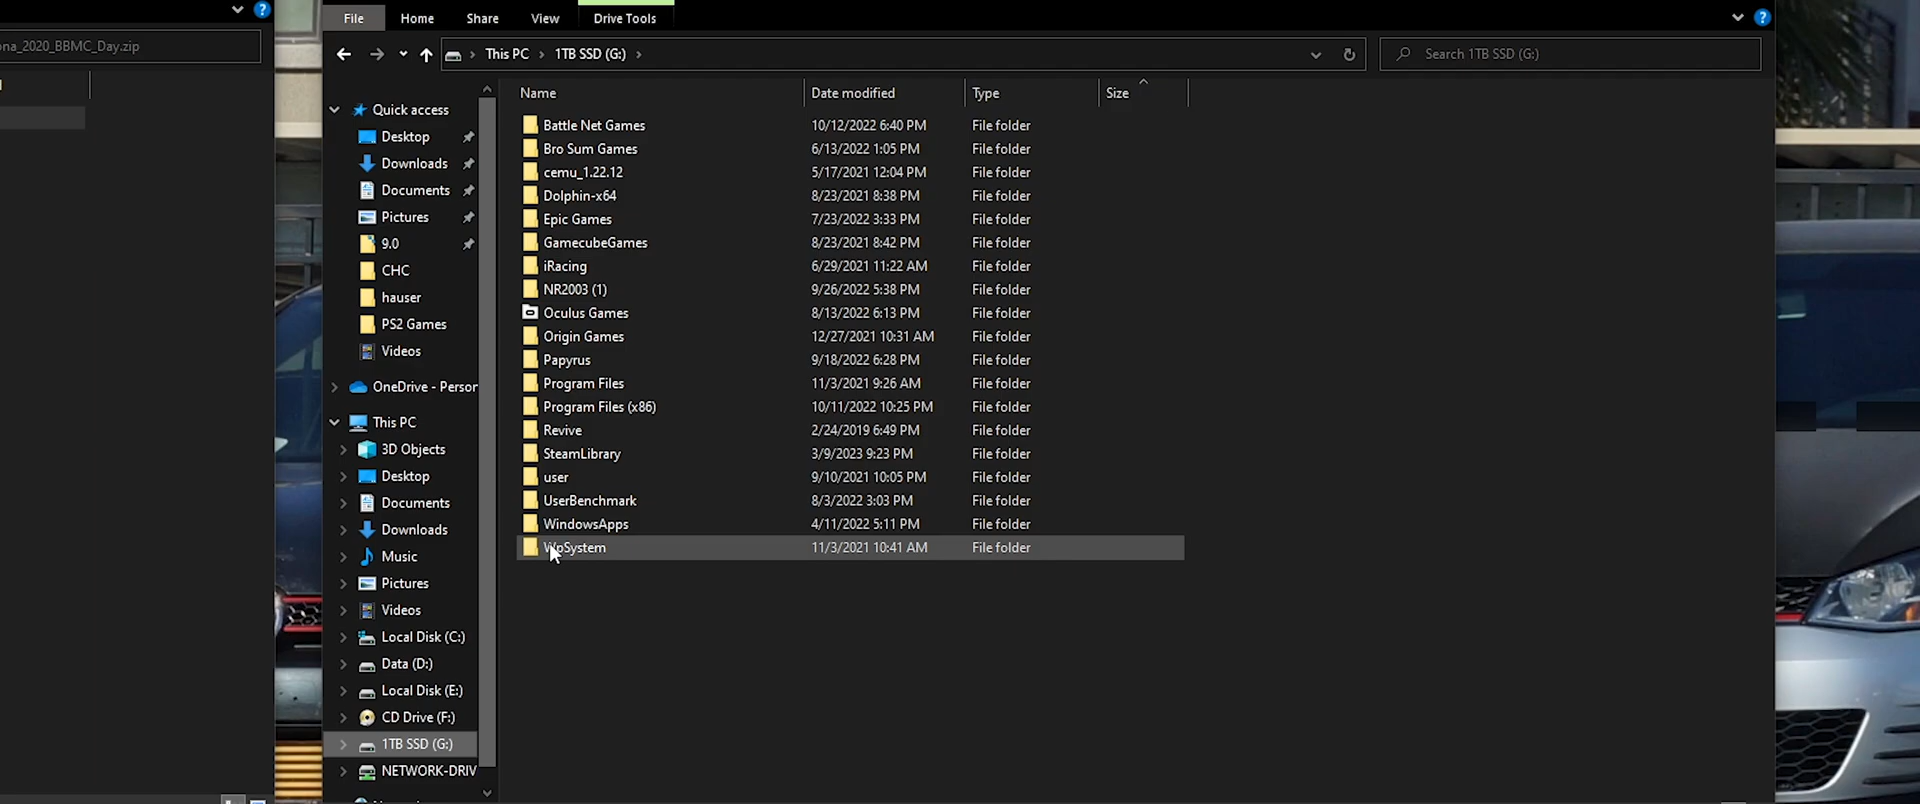 ona_2020_BBMC_Day.zip
File Home Share View Drive Tools
This PC > 1TB SSD (G:) >
Search 1TB SSD (G:)
Name Date modified Type Size
Quick access
Desktop
Downloads
Documents
Pictures
9.0
CHC
hauser
PS2 Games
Videos
OneDrive - Person
This PC
3D Objects
Desktop
Documents
Downloads
Music
Pictures
Videos
Local Disk (C:)
Data (D:)
Local Disk (E:)
CD Drive (F:)
1TB SSD (G:)
NETWORK-DRIV
Battle Net Games 10/12/2022 6:40 PM File folder
Bro Sum Games 6/13/2022 1:05 PM File folder
cemu_1.22.12 5/17/2021 12:04 PM File folder
Dolphin-x64 8/23/2021 8:38 PM File folder
Epic Games 7/23/2022 3:33 PM File folder
GamecubeGames 8/23/2021 8:42 PM File folder
iRacing 6/29/2021 11:22 AM File folder
NR2003 (1) 9/26/2022 5:38 PM File folder
Oculus Games 8/13/2022 6:13 PM File folder
Origin Games 12/27/2021 10:31 AM File folder
Papyrus 9/18/2022 6:28 PM File folder
Program Files 11/3/2021 9:26 AM File folder
Program Files (x86) 10/11/2022 10:25 PM File folder
Revive 2/24/2019 6:49 PM File folder
SteamLibrary 3/9/2023 9:23 PM File folder
user 9/10/2021 10:05 PM File folder
UserBenchmark 8/3/2022 3:03 PM File folder
WindowsApps 4/11/2022 5:11 PM File folder
WpSystem 11/3/2021 10:41 AM File folder